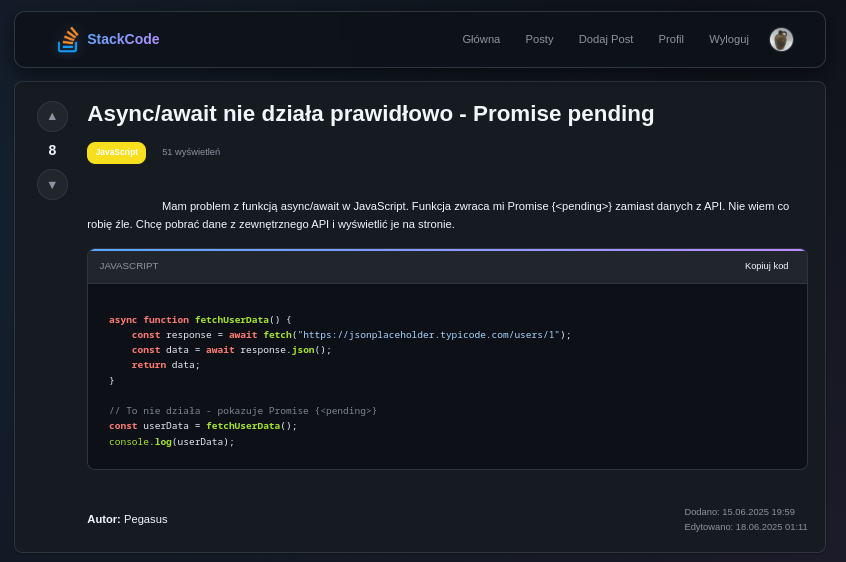 StackCode
Główna Posty Dodaj Post Profil Wyloguj
▲
8
▼
Async/await nie działa prawidłowo - Promise pending
JavaScript 51 wyświetleń
Mam problem z funkcją async/await w JavaScript. Funkcja zwraca mi Promise {<pending>} zamiast danych z API. Nie wiem co
robię źle. Chcę pobrać dane z zewnętrznego API i wyświetlić je na stronie.
JAVASCRIPT Kopiuj kod
async function fetchUserData() {
    const response = await fetch("https://jsonplaceholder.typicode.com/users/1");
    const data = await response.json();
    return data;
}
// To nie działa - pokazuje Promise {<pending>}
const userData = fetchUserData();
console.log(userData);
Autor: Pegasus
Dodano: 15.06.2025 19:59
Edytowano: 18.06.2025 01:11